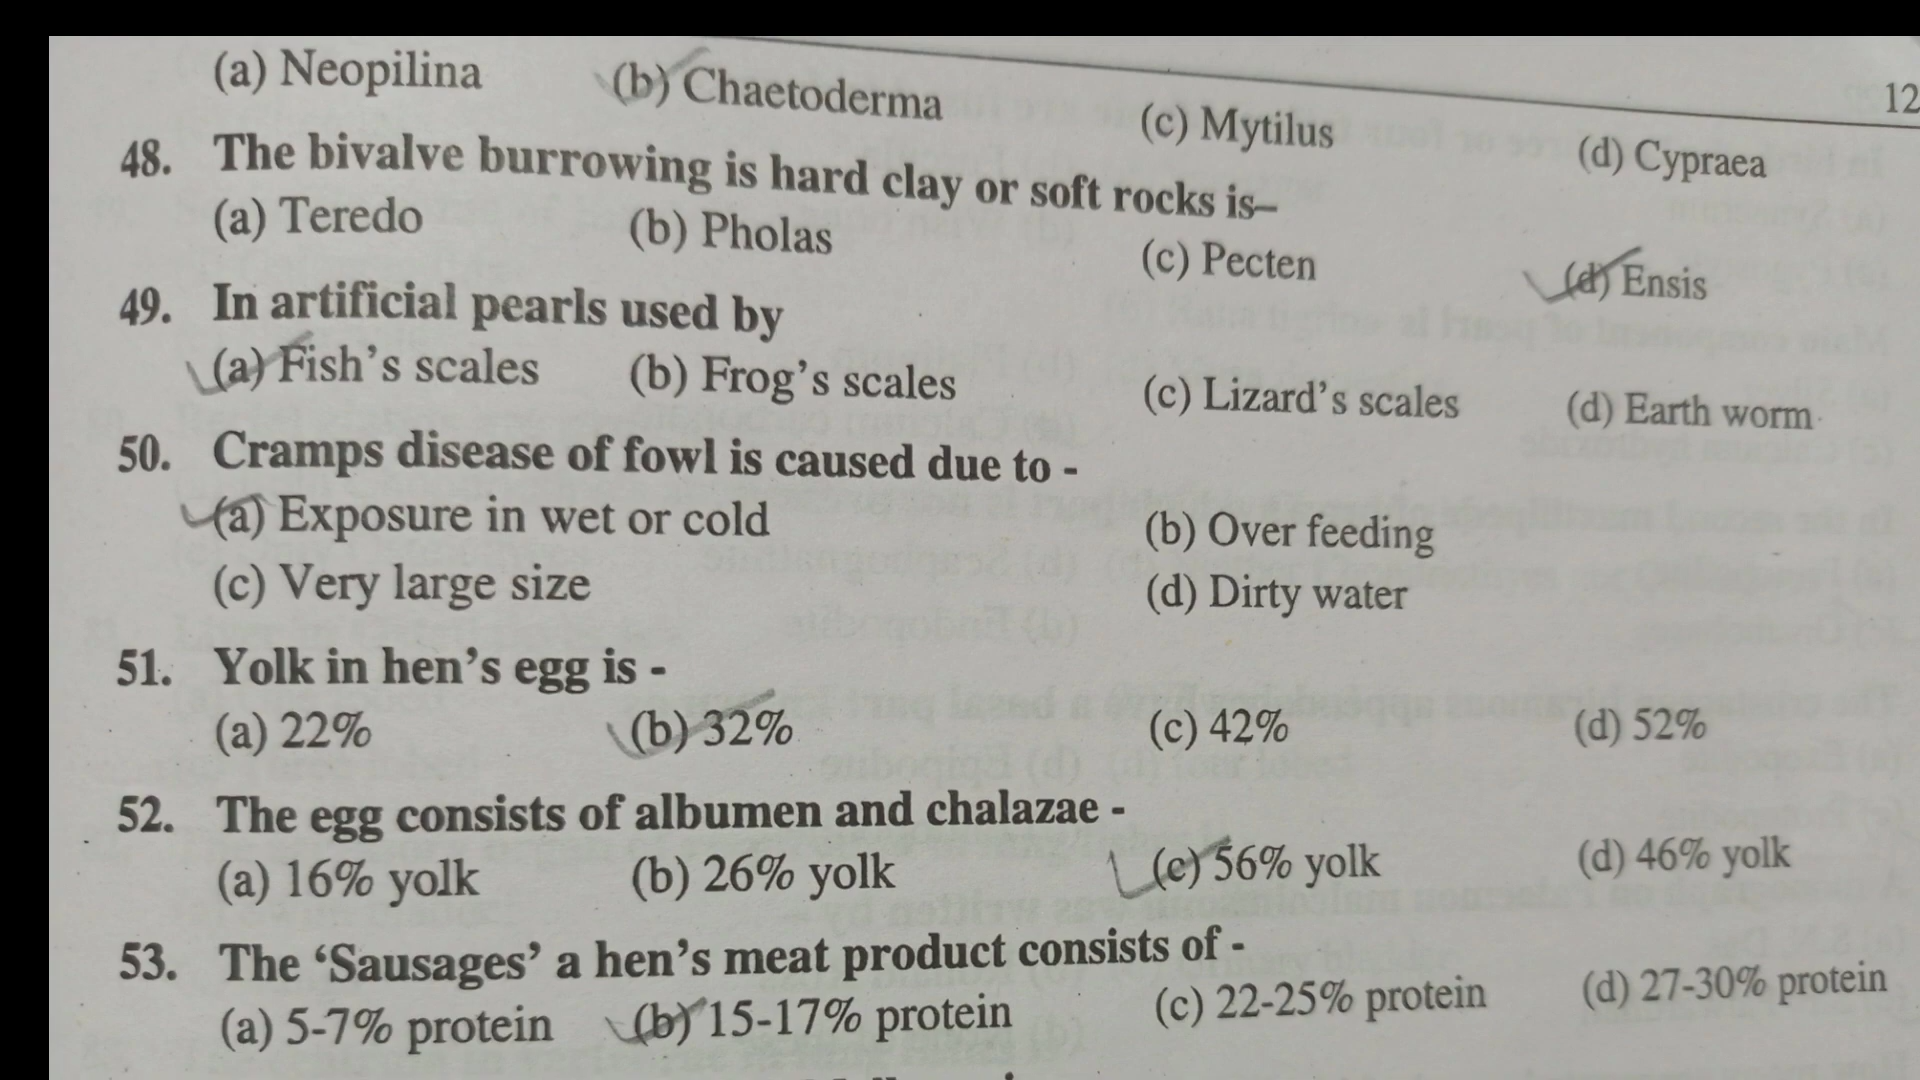 (a) Neopilina (b) Chaetoderma (c) Mytilus (d) Cypraea
12
48. The bivalve burrowing is hard clay or soft rocks is–
(a) Teredo (b) Pholas (c) Pecten (d) Ensis
49. In artificial pearls used by
(a) Fish's scales (b) Frog's scales (c) Lizard's scales (d) Earth worm
50. Cramps disease of fowl is caused due to -
(a) Exposure in wet or cold (b) Over feeding
(c) Very large size (d) Dirty water
51. Yolk in hen's egg is -
(a) 22% (b) 32% (c) 42% (d) 52%
52. The egg consists of albumen and chalazae -
(a) 16% yolk (b) 26% yolk (c) 56% yolk (d) 46% yolk
53. The ‘Sausages’ a hen's meat product consists of -
(a) 5-7% protein (b) 15-17% protein (c) 22-25% protein (d) 27-30% protein